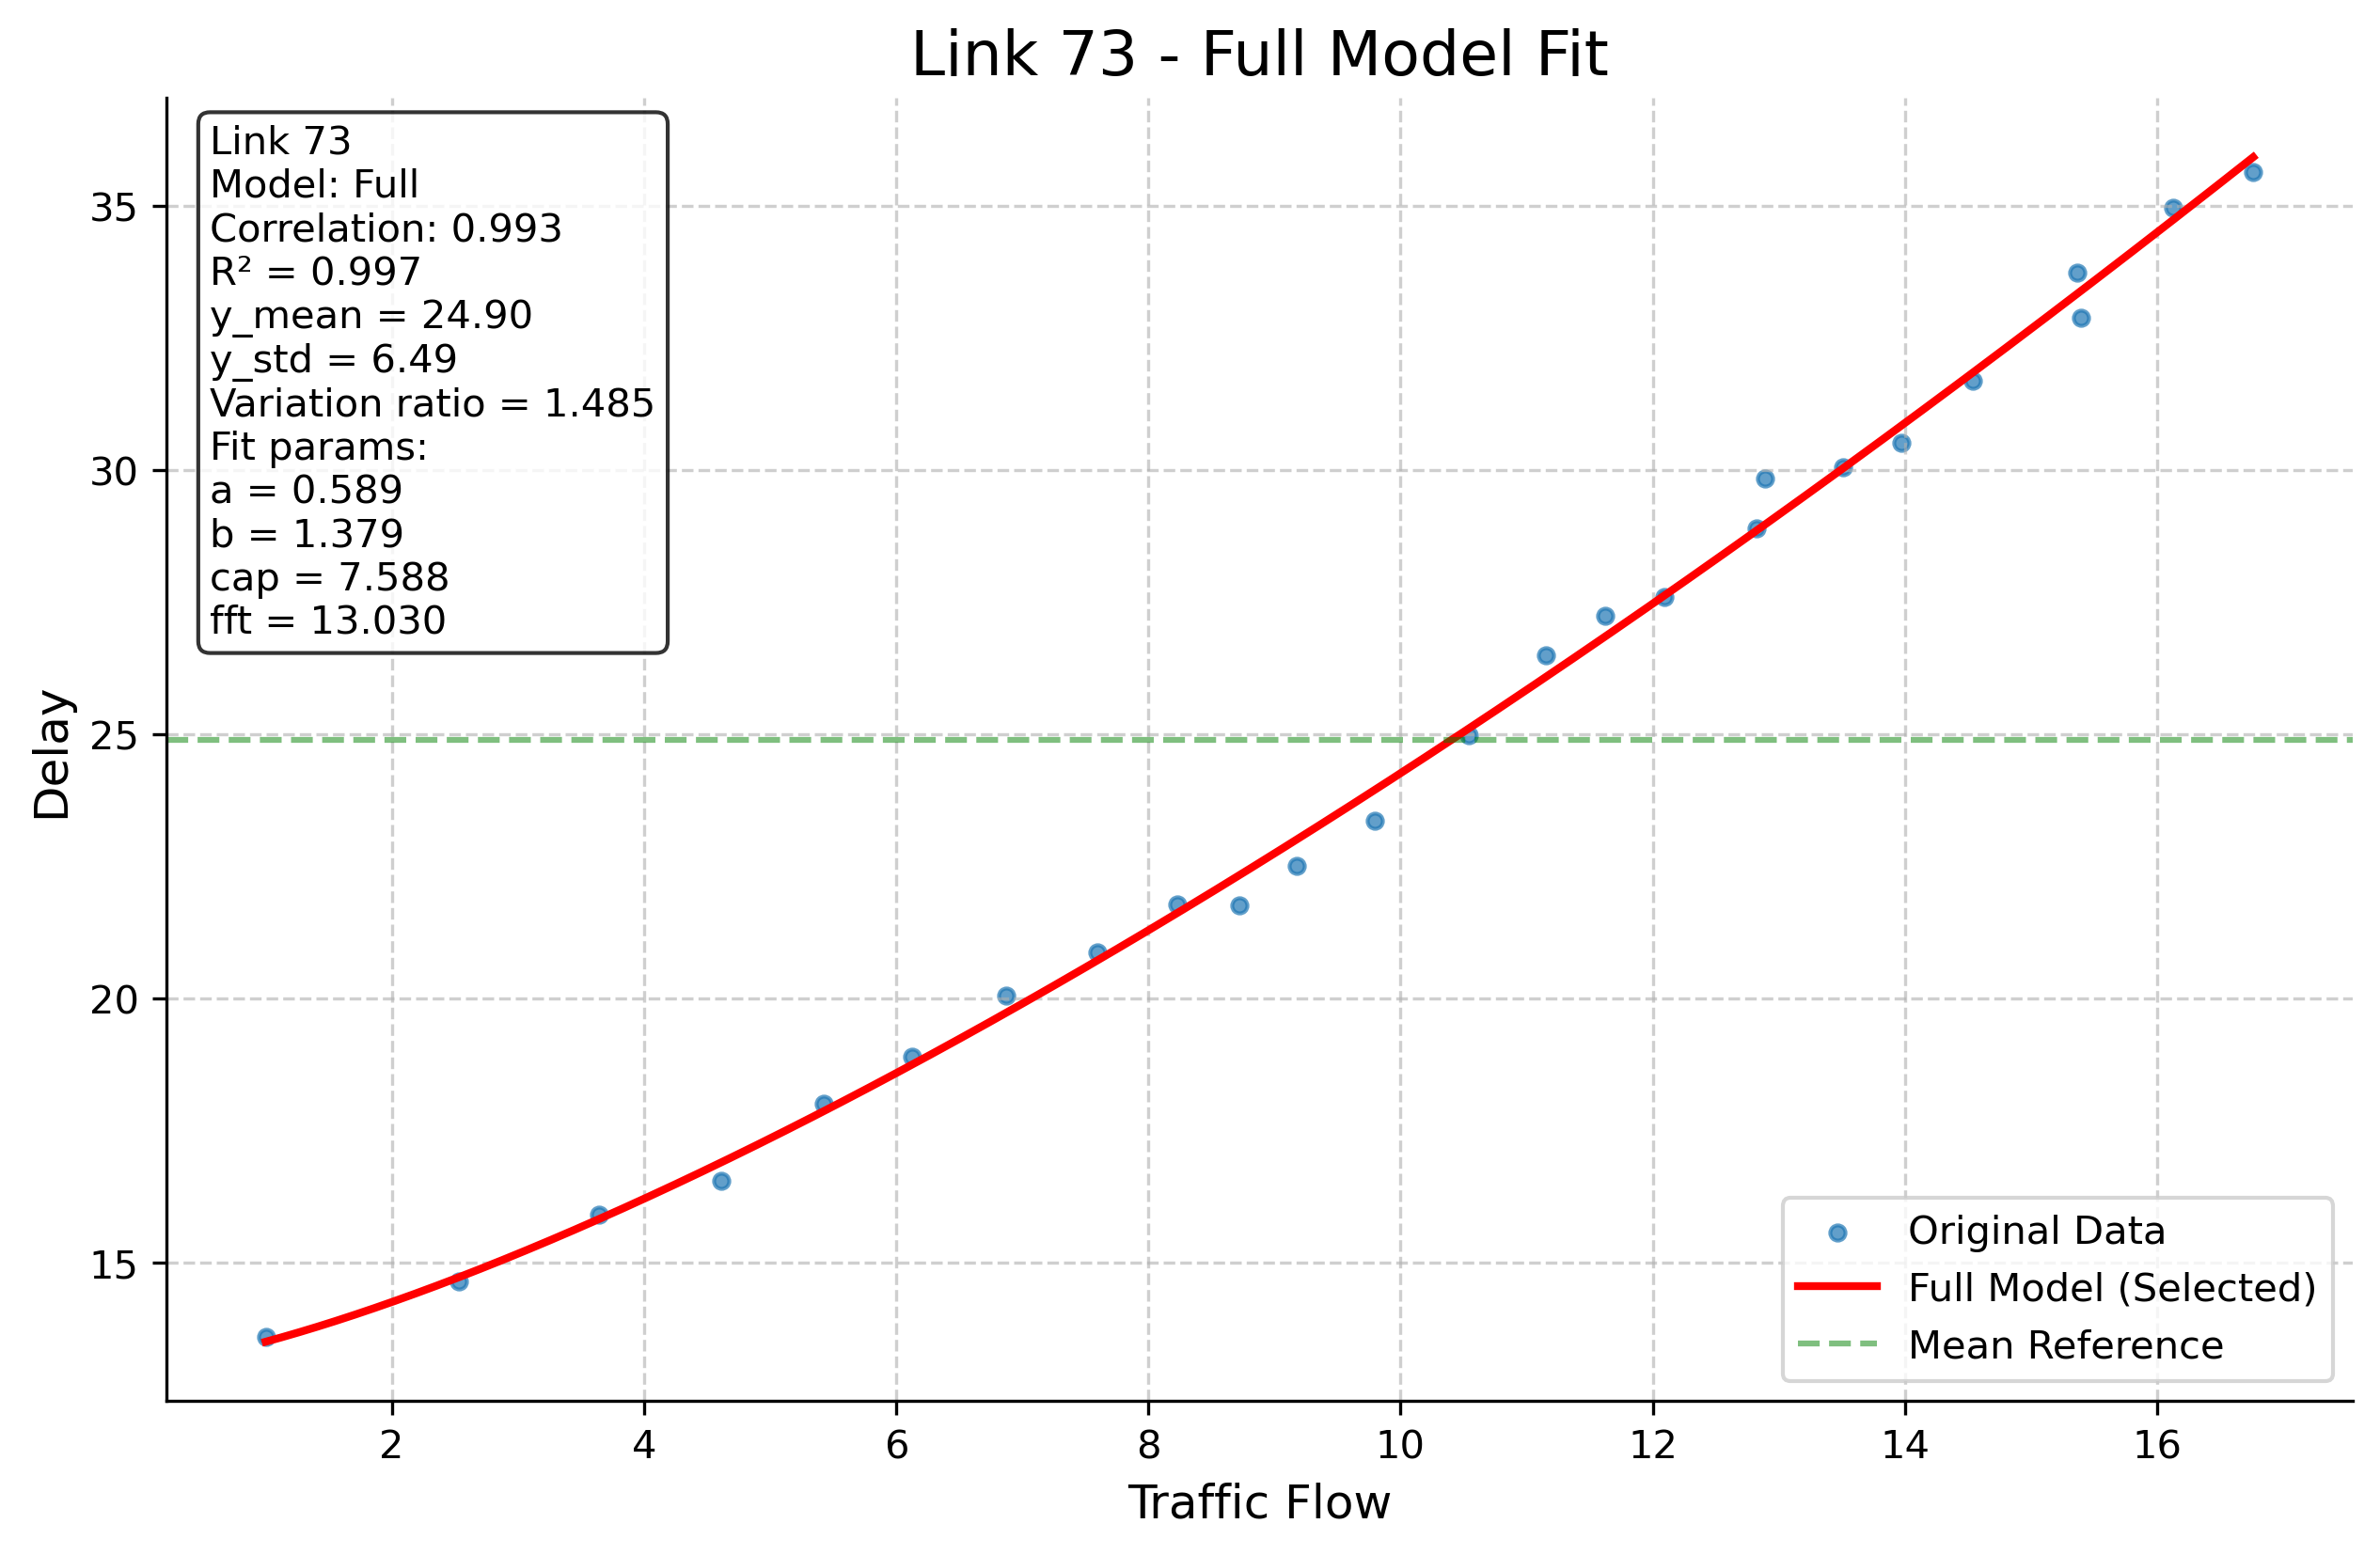 Link 73 - Full Model Fit
Link 73
Model: Full
Correlation: 0.993
R² = 0.997
y_mean = 24.90
y_std = 6.49
Variation ratio = 1.485
Fit params:
a = 0.589
b = 1.379
cap = 7.588
fft = 13.030
35
30
25
20
15
Delay
Original Data
Full Model (Selected)
Mean Reference
2 4 6 8 10 12 14 16
Traffic Flow